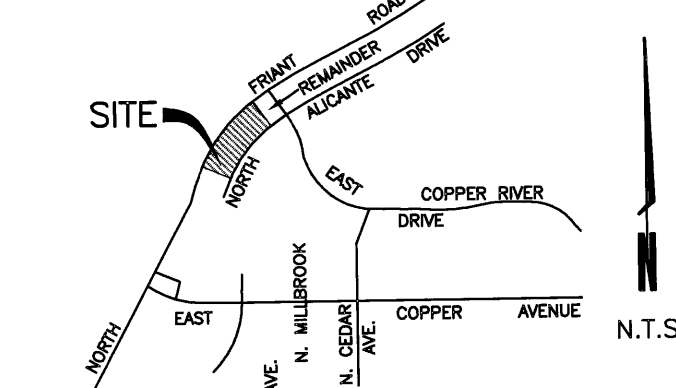 ROAD
FRIANT
REMAINDER
DRIVE
ALICANTE
SITE
NORTH
EAST
COPPER RIVER
DRIVE
N. MILLBROOK
AVE.
N. CEDAR
AVE.
EAST
COPPER
AVENUE
NORTH
N
N.T.S